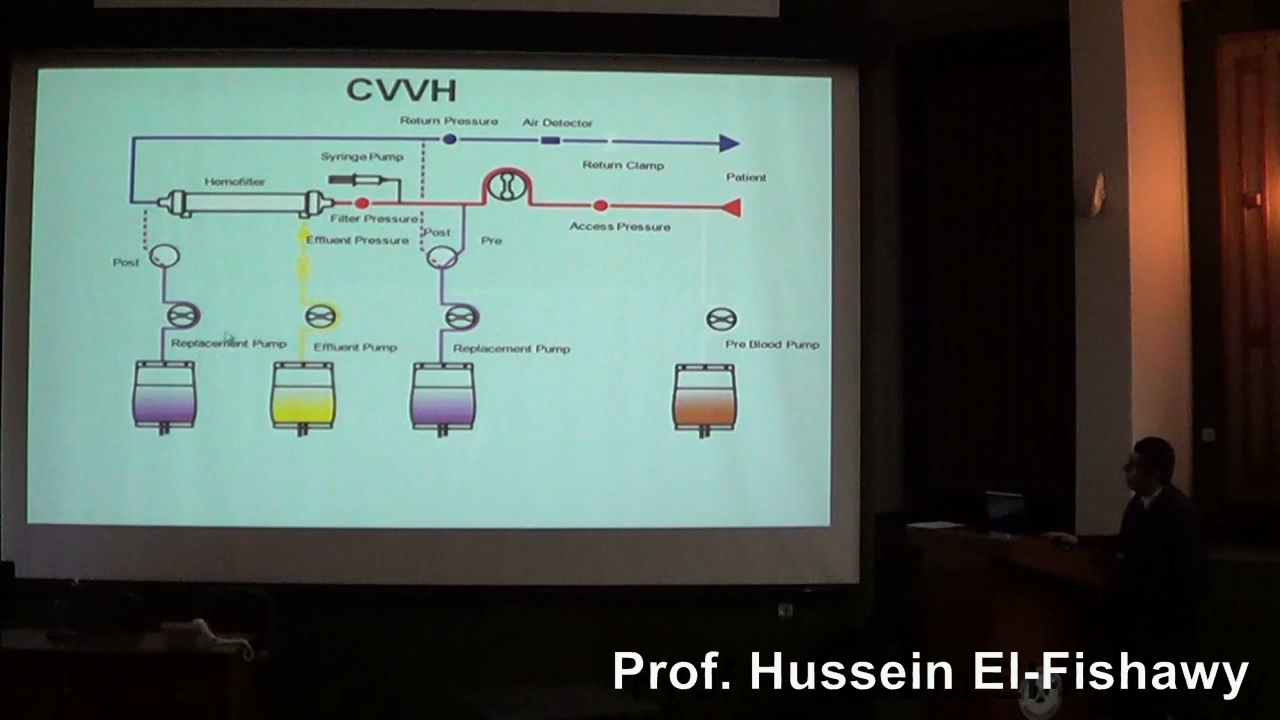 CVVH
Return Pressure
Air Detector
Syringe Pump
Return Clamp
Hemofilter
Patient
Filter Pressure
Access Pressure
Effluent Pressure
Post
Pre
Post
Replacement Pump
Effluent Pump
Replacement Pump
Pre Blood Pump
Prof. Hussein El-Fishawy